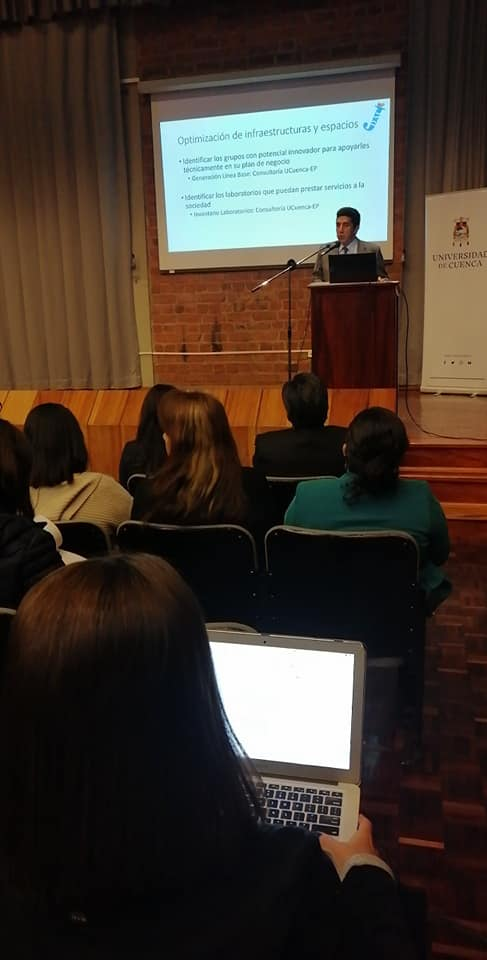 Optimización de infraestructuras y espacios
• Identificar los grupos con potencial innovador para apoyarles
técnicamente en su plan de negocio
• Generación Línea Base: Consultoría UCuenca-EP
• Identificar los laboratorios que puedan prestar servicios a la
sociedad
• Inventario Laboratorios: Consultoría UCuenca-EP
UNIVERSIDAD
DE CUENCA